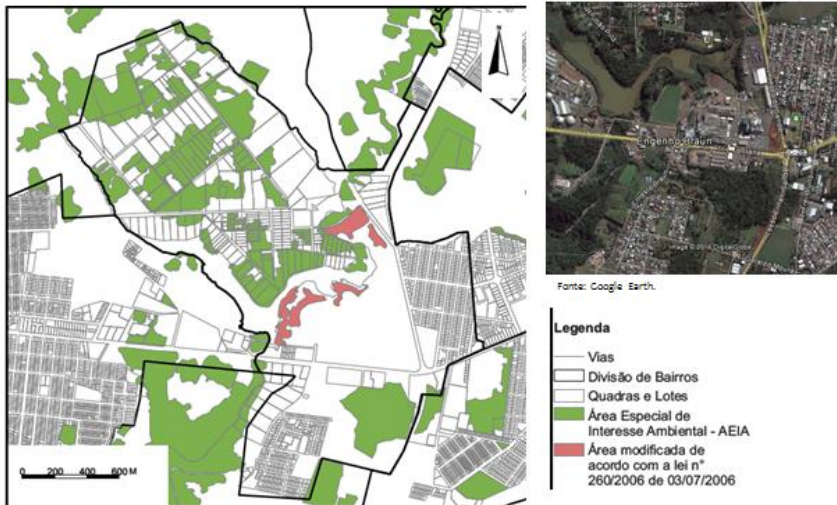 N
0 200 400 600 M
Engenho Braun
Image © 2016 DigitalGlobe
Fonte: Google Earth.
Legenda
Vias
Divisão de Bairros
Quadras e Lotes
Área Especial de
Interesse Ambiental - AEIA
Área modificada de
acordo com a lei n°
260/2006 de 03/07/2006